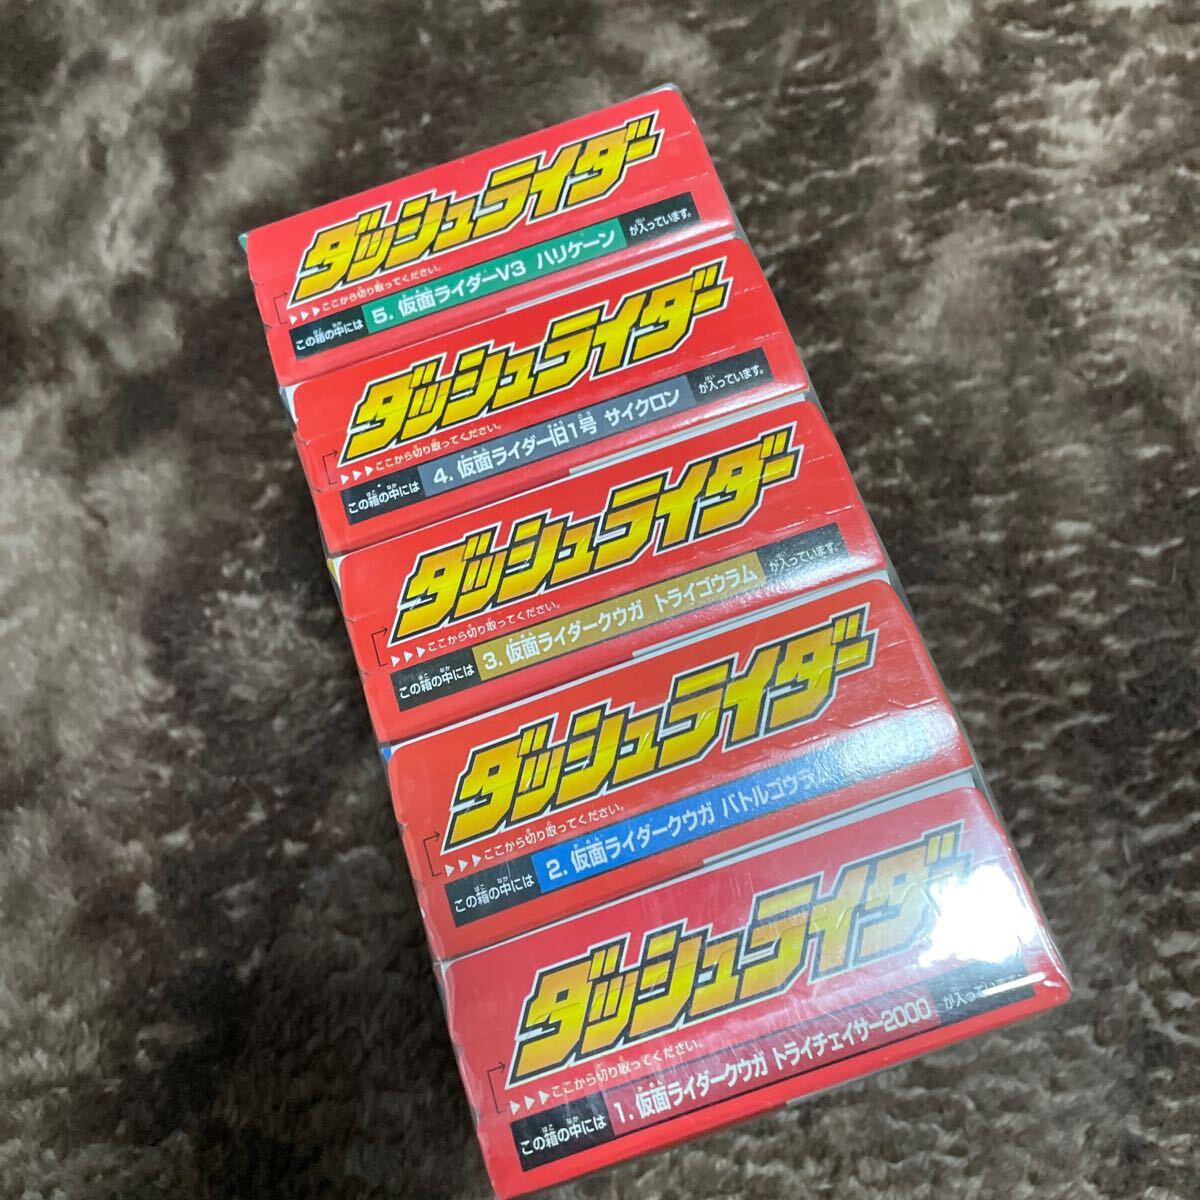 ダッシュライダー
▷▷▷ここから切り取ってください。
この箱の中には 5. 仮面ライダーV3 ハリケーン が入っています。
ダッシュライダー
▷▷▷ここから切り取ってください。
この箱の中には 4. 仮面ライダー旧1号 サイクロン が入っています。
ダッシュライダー
▷▷▷ここから切り取ってください。
この箱の中には 3. 仮面ライダークウガ トライゴウラム が入っています。
ダッシュライダー
▷▷▷ここから切り取ってください。
この箱の中には 2. 仮面ライダークウガ バトルゴウラム
ダッシュライダー
▷▷▷ここから切り取ってください。
この箱の中には 1. 仮面ライダークウガ トライチェイサー2000 が入っています